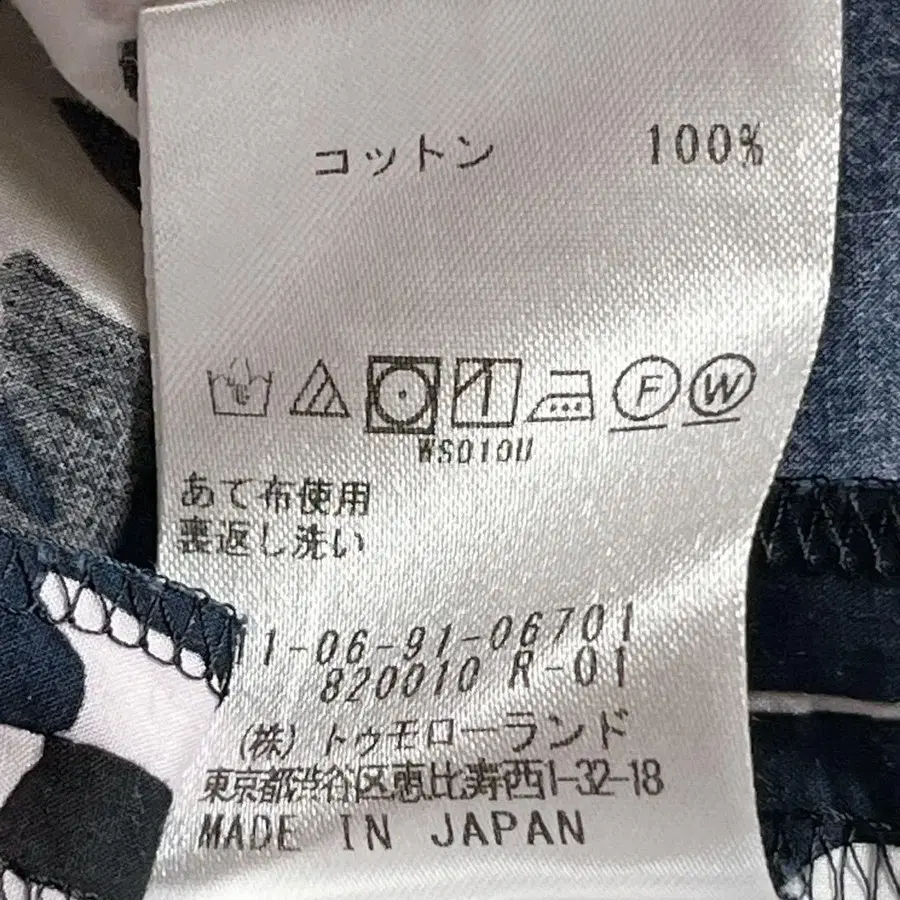 コットン 100%
F W
WS010U
あて布使用
裏返し洗い
11-06-91-06701
820010 R-01
(株)トゥモローランド
東京都渋谷区恵比寿西1-32-18
MADE IN JAPAN